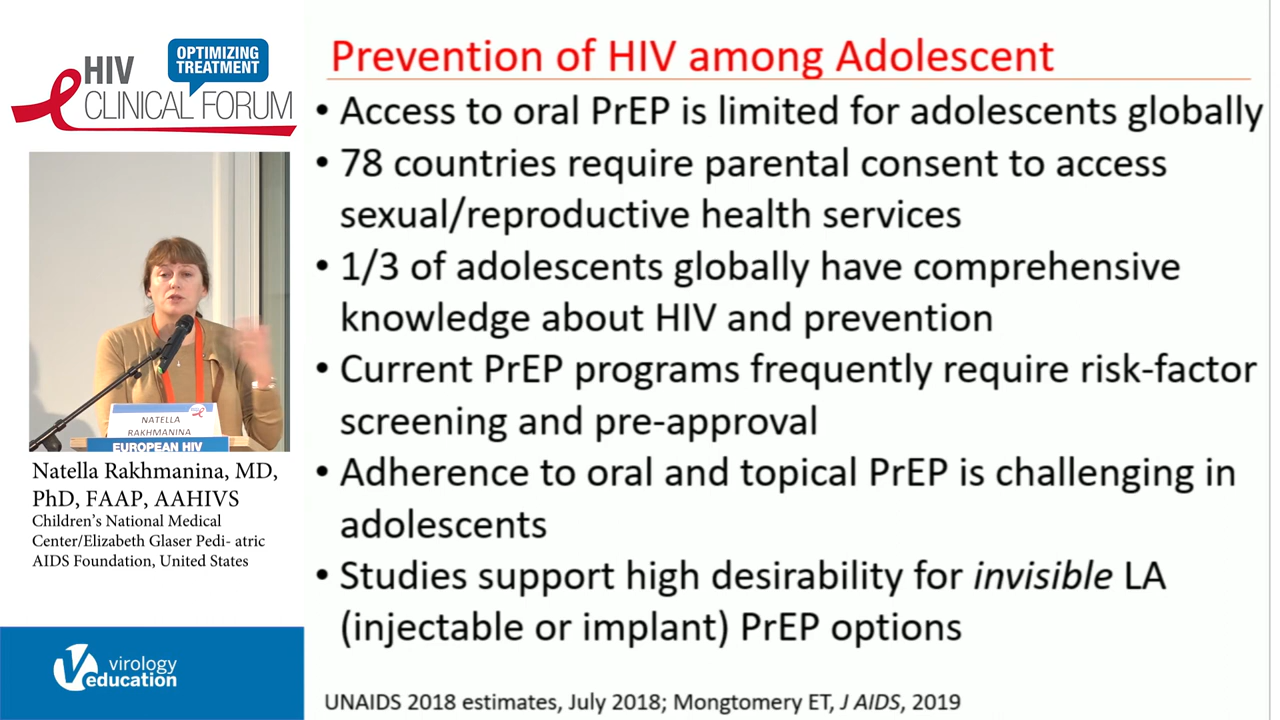 HIV
OPTIMIZING
TREATMENT
CLINICAL FORUM
NATELLA
RAKHMANINA
EUROPEAN HIV
Natella Rakhmanina, MD,
PhD, FAAP, AAHIVS
Children's National Medical
Center/Elizabeth Glaser Pedi- atric
AIDS Foundation, United States
virology
education
Prevention of HIV among Adolescent
• Access to oral PrEP is limited for adolescents globally
• 78 countries require parental consent to access
sexual/reproductive health services
• 1/3 of adolescents globally have comprehensive
knowledge about HIV and prevention
• Current PrEP programs frequently require risk-factor
screening and pre-approval
• Adherence to oral and topical PrEP is challenging in
adolescents
• Studies support high desirability for invisible LA
(injectable or implant) PrEP options
UNAIDS 2018 estimates, July 2018; Mongtomery ET, J AIDS, 2019